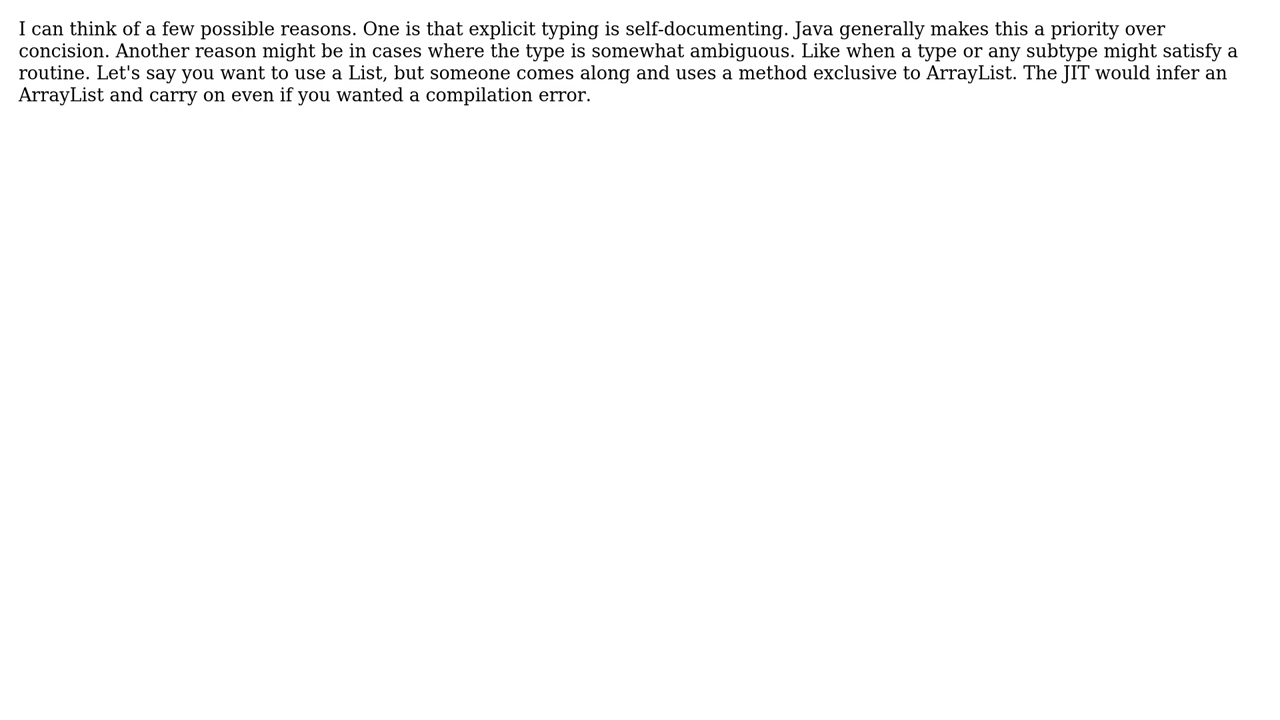 I can think of a few possible reasons. One is that explicit typing is self-documenting. Java generally makes this a priority over
concision. Another reason might be in cases where the type is somewhat ambiguous. Like when a type or any subtype might satisfy a
routine. Let's say you want to use a List, but someone comes along and uses a method exclusive to ArrayList. The JIT would infer an
ArrayList and carry on even if you wanted a compilation error.